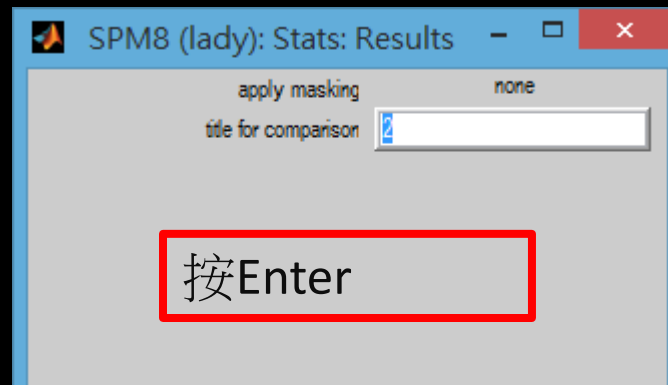 SPM8 (lady): Stats: Results
apply masking none
title for comparison 2
按Enter